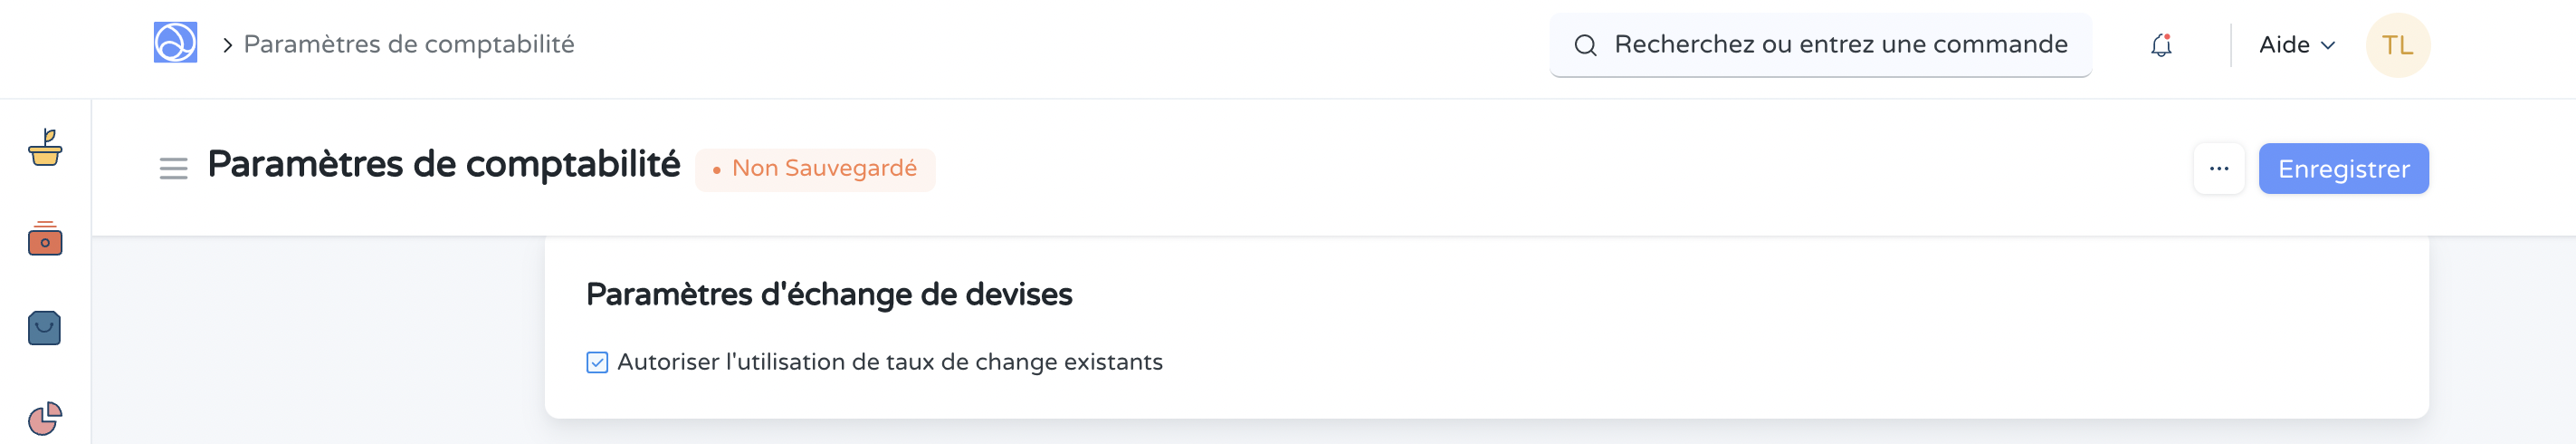 Paramètres de comptabilité
Recherchez ou entrez une commande
Aide
TL
Paramètres de comptabilité
Non Sauvegardé
Enregistrer
Paramètres d'échange de devises
Autoriser l'utilisation de taux de change existants